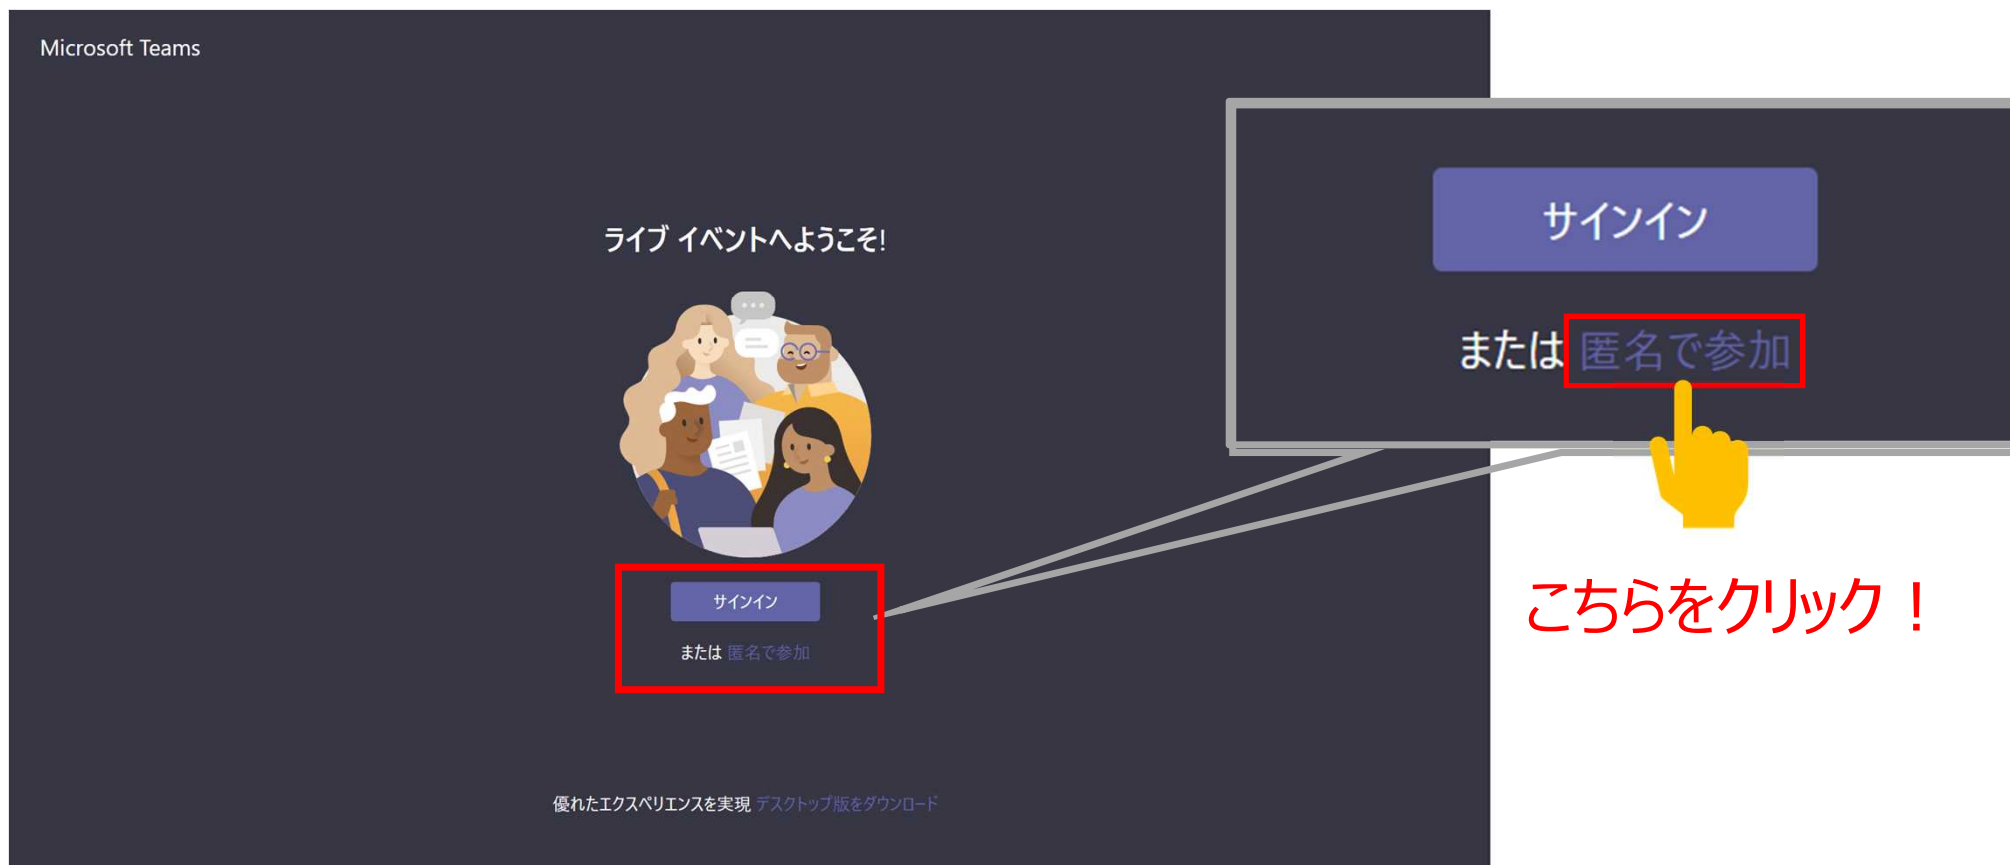 Microsoft Teams
ライブ イベントへようこそ!
サインイン
または 匿名で参加
優れたエクスペリエンスを実現 デスクトップ版をダウンロード
サインイン
または 匿名で参加
こちらをクリック！